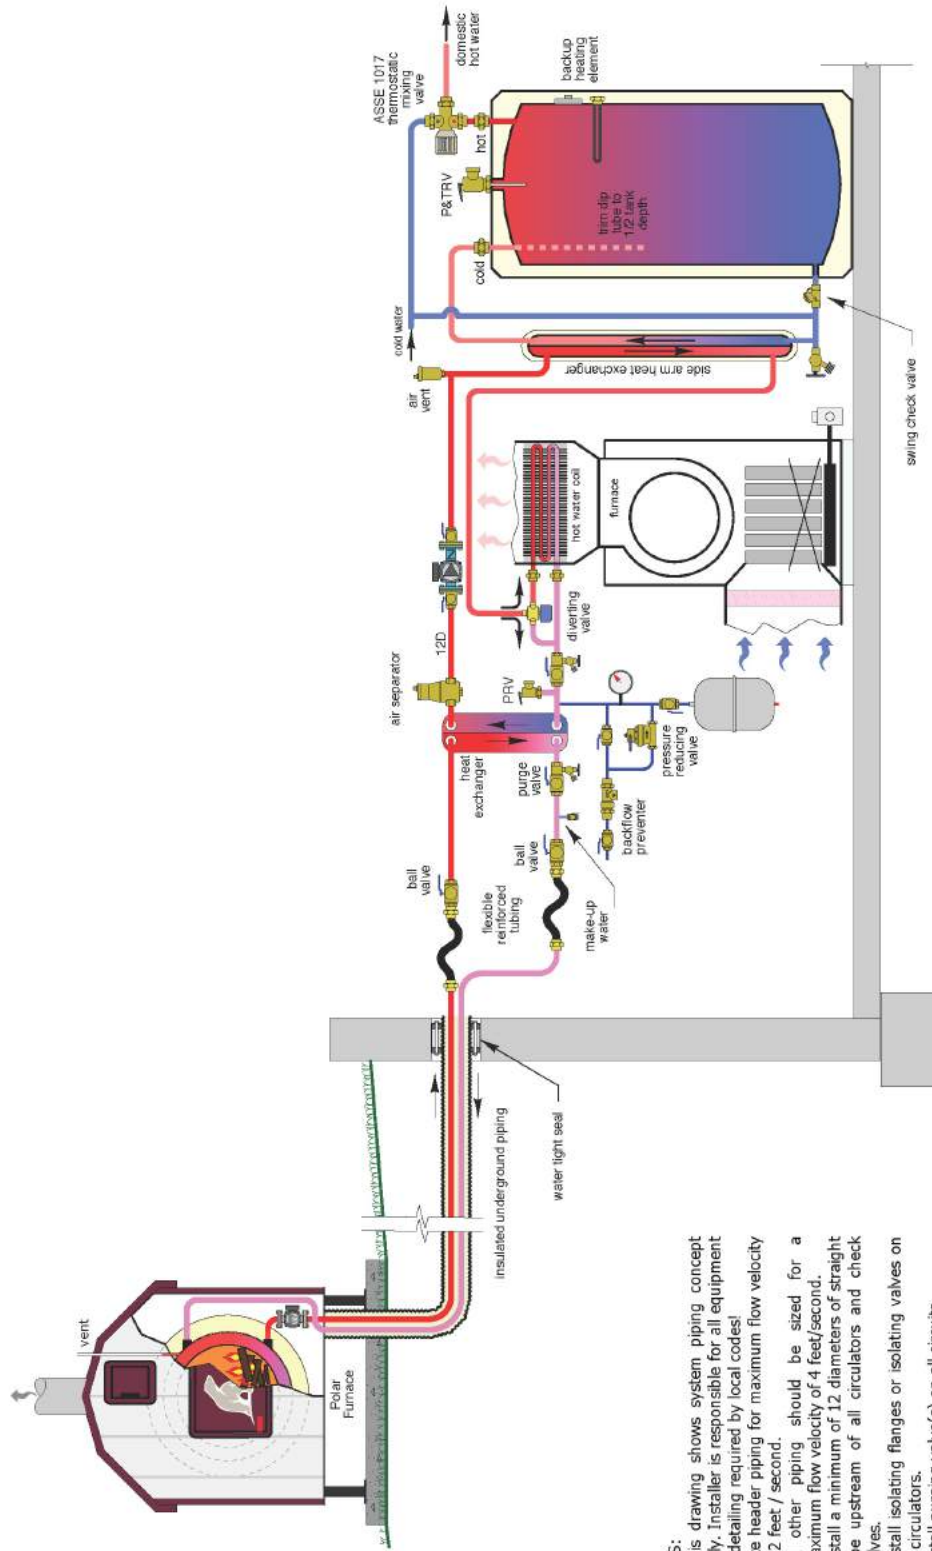 vent
Polar
Furnace
insulated underground piping
water tight seal
ball
valve
flexible
reinforced
tubing
ball
valve
make-up
water
heat
exchanger
purge
valve
backflow
preventer
air separator
12D
PRV
pressure
reducing
valve
diverting
valve
hot water coil
furnace
air
vent
cold water
side arm heat exchanger
swing check valve
cold
P&TRV
hot
trim dip
tube to
1/2 tank
depth
ASSE 1017
thermostatic
mixing
valve
domestic
hot water
backup
heating
element
is drawing shows system piping concept
ly. Installer is responsible for all equipment
detailing required by local codes!
e header piping for maximum flow velocity
2 feet / second.
other piping should be sized for a
aximum flow velocity of 4 feet/second.
stall a minimum of 12 diameters of straight
pe upstream of all circulators and check
lves.
stall isolating flanges or isolating valves on
circulators.